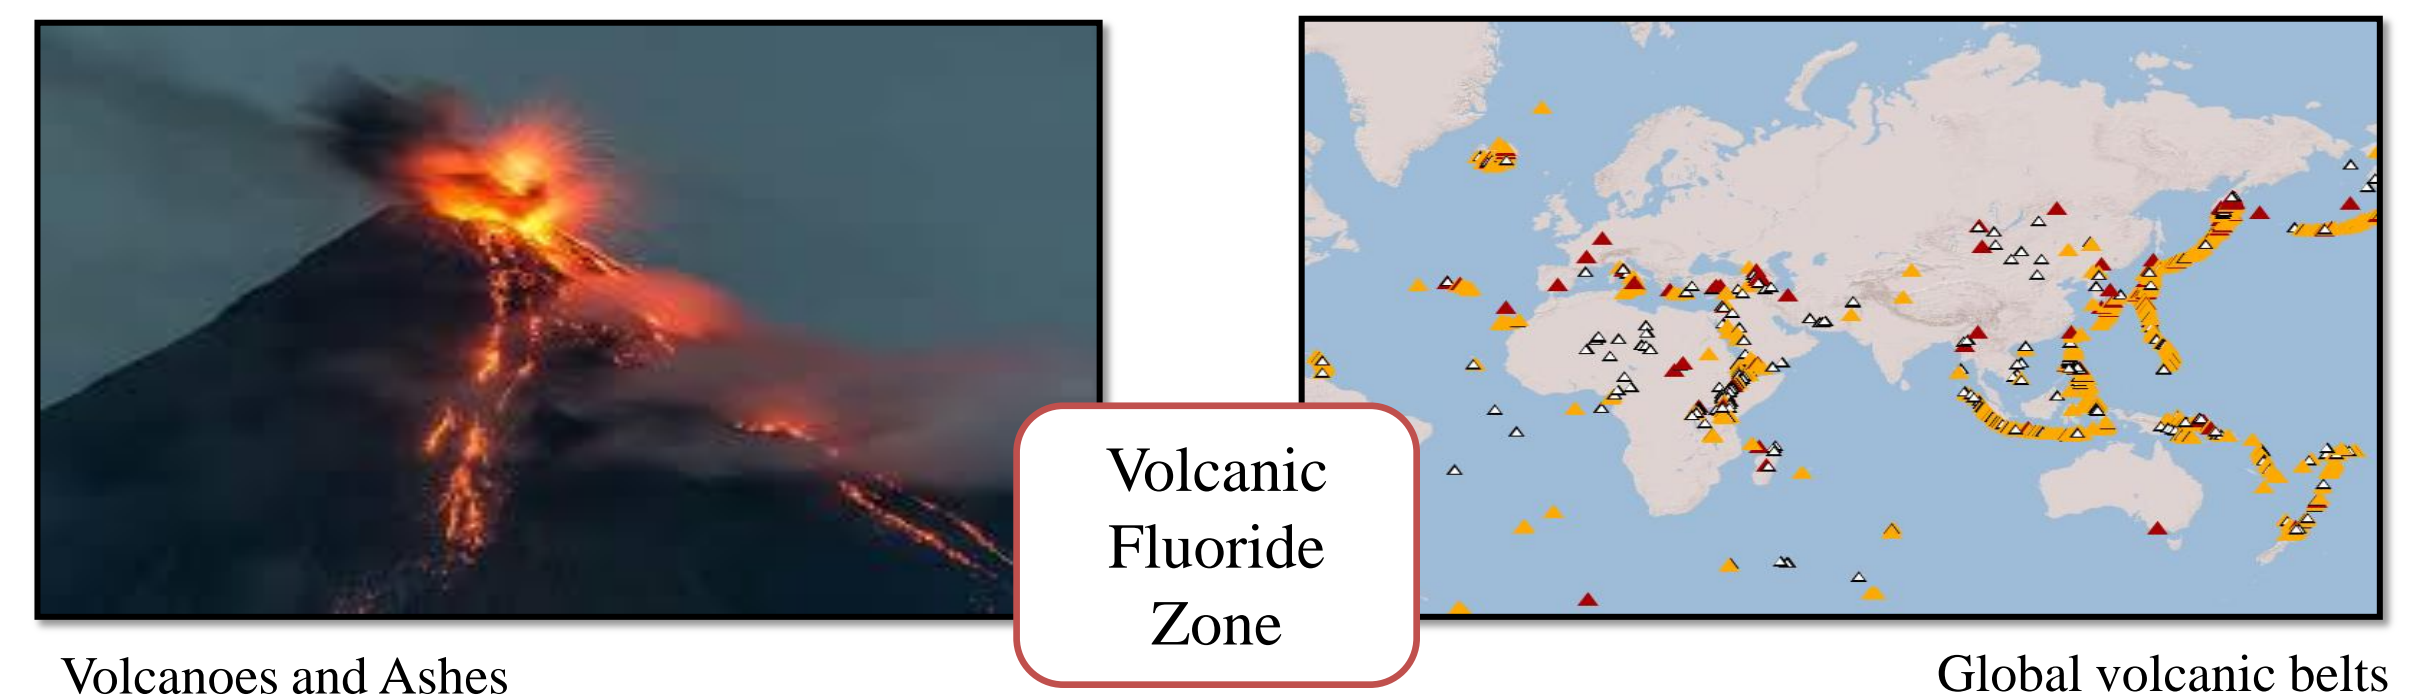 Volcanic
Fluoride
Zone
Volcanoes and Ashes
Global volcanic belts